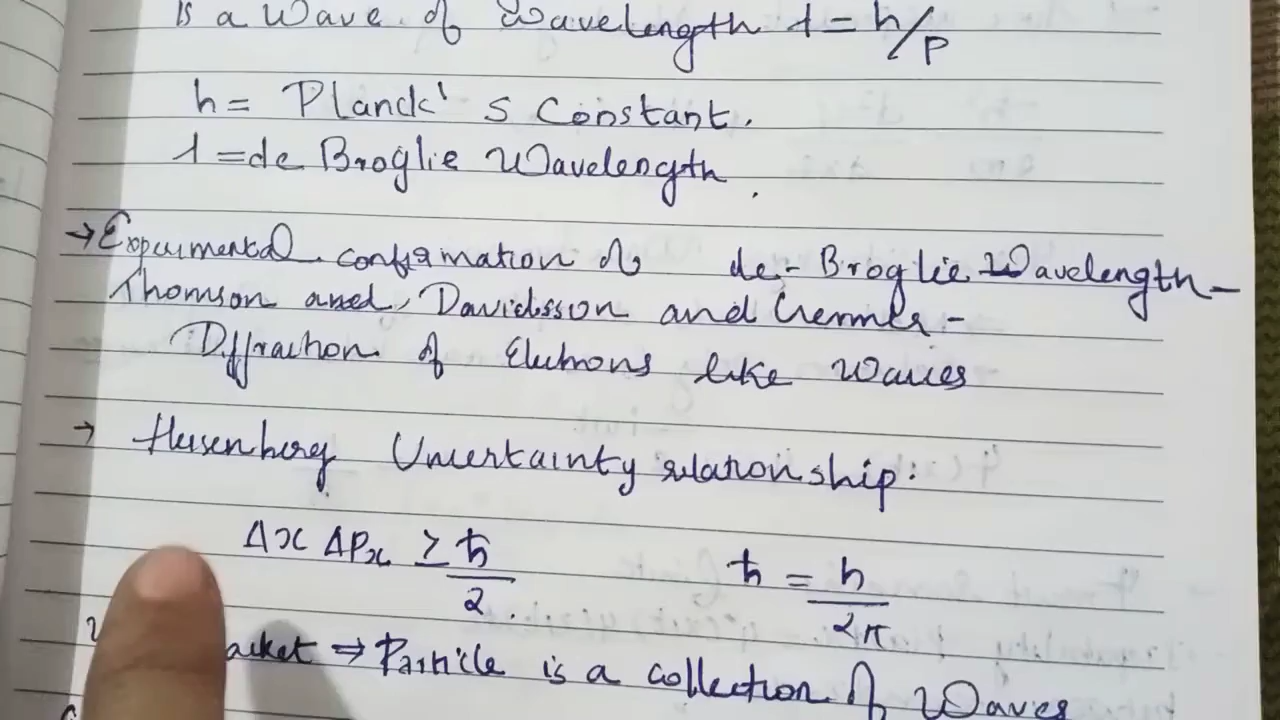 is a wave of wavelength λ = h/p
h = Planck's Constant.
λ = de Broglie wavelength.
→ Experimental confirmation of de-Broglie wavelength-
Thomson and Davidsson and Germer-
Diffraction of Electrons like waves
→ Heisenberg Uncertainty relationship:
Δx ΔPx ≥ ħ/2. ħ = h/2π
acket ⇒ Particle is a collection of waves